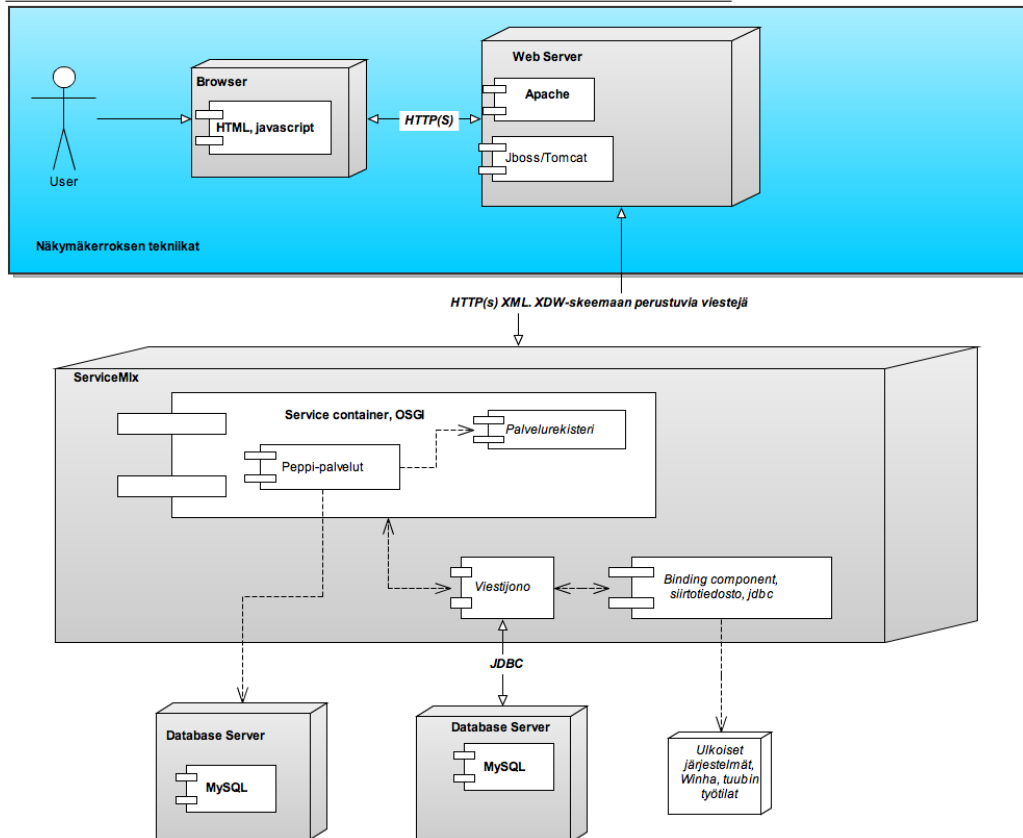 Web Server
Browser
Apache
HTML, javascript
HTTP(S)
Jboss/Tomcat
User
Näkymäkerroksen tekniikat
HTTP(s) XML. XDW-skeemaan perustuvia viestejä
ServiceMIx
Service container, OSGI
Palvelurekisteri
Peppi-palvelut
Viestijono
Binding component,
siirtotiedosto, jdbc
JDBC
Database Server
MySQL
Database Server
MySQL
Ulkoiset
järjestelmät,
Winha, tuubin
työtilat